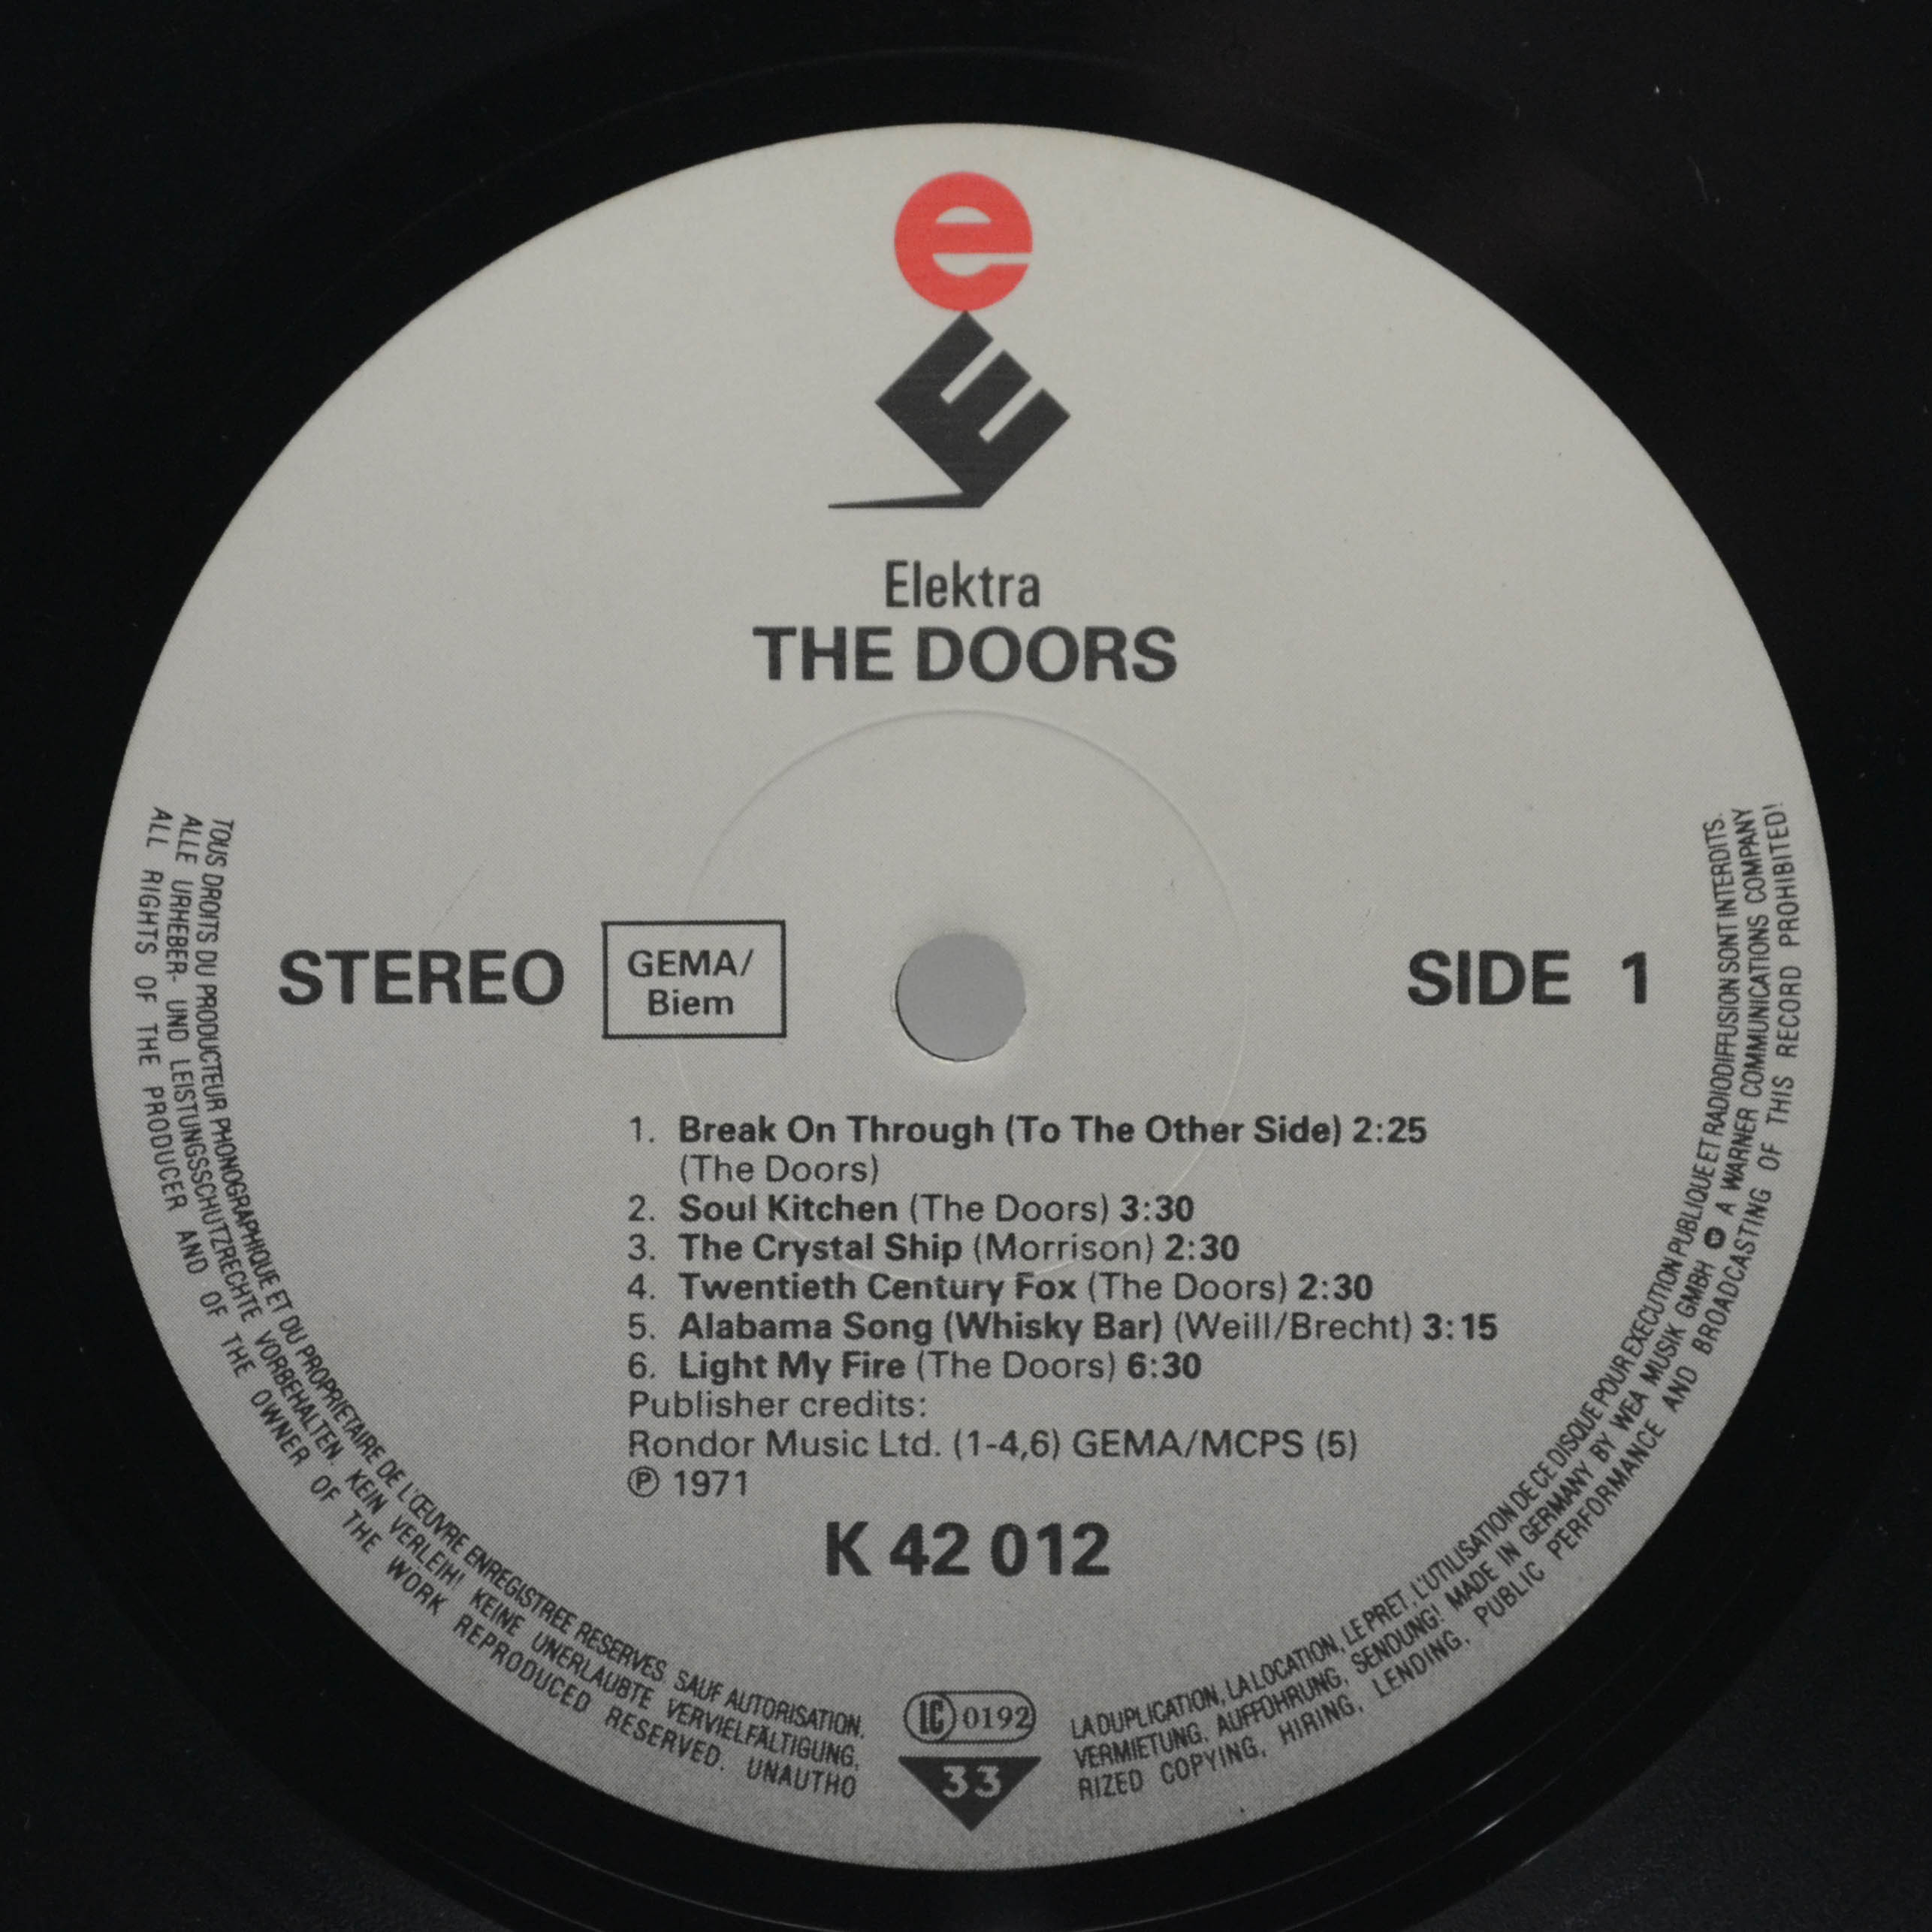 e
E
Elektra
THE DOORS
STEREO
GEMA/
Biem
SIDE 1
1. Break On Through (To The Other Side) 2:25
(The Doors)
2. Soul Kitchen (The Doors) 3:30
3. The Crystal Ship (Morrison) 2:30
4. Twentieth Century Fox (The Doors) 2:30
5. Alabama Song (Whisky Bar) (Weill/Brecht) 3:15
6. Light My Fire (The Doors) 6:30
Publisher credits:
Rondor Music Ltd. (1-4,6) GEMA/MCPS (5)
℗ 1971
K 42 012
TOUS DROITS DU PRODUCTEUR PHONOGRAPHIQUE ET DU PROPRIETAIRE DE L'ŒUVRE ENREGISTREE RESERVES. SAUF AUTORISATION,
LA DUPLICATION, LA LOCATION, LE PRET, L'UTILISATION DE CE DISQUE POUR EXECUTION PUBLIQUE ET RADIODIFFUSION SONT INTERDITS.
ALLE URHEBER- UND LEISTUNGSSCHUTZRECHTE VORBEHALTEN. KEIN VERLEIH! KEINE UNERLAUBTE VERVIELFÄLTIGUNG,
VERMIETUNG, AUFFÜHRUNG, SENDUNG! MADE IN GERMANY BY WEA MUSIK GMBH W A WARNER COMMUNICATIONS COMPANY
ALL RIGHTS OF THE PRODUCER AND OF THE OWNER OF THE WORK REPRODUCED RESERVED. UNAUTHO
RIZED COPYING, HIRING, LENDING, PUBLIC PERFORMANCE AND BROADCASTING OF THIS RECORD PROHIBITED!
LC 0192
33